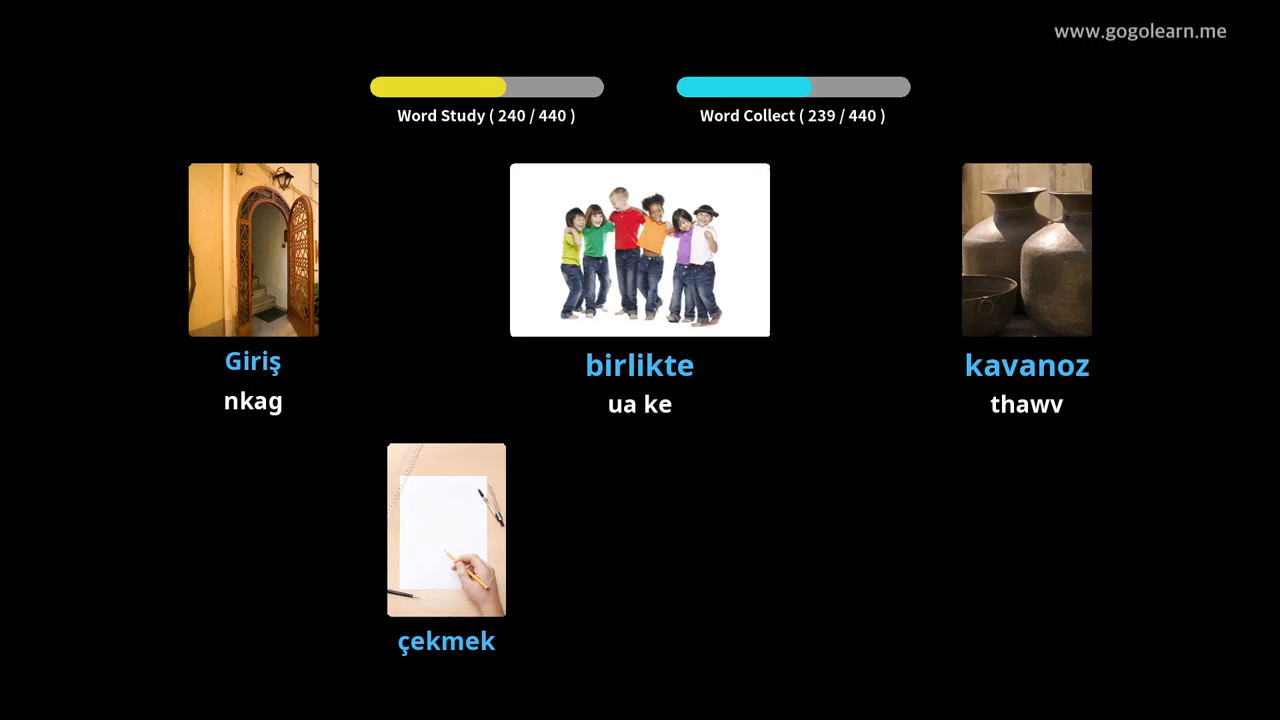 www.gogolearn.me
Word Study ( 240 / 440 )
Word Collect ( 239 / 440 )
Giriş
nkag
birlikte
ua ke
kavanoz
thawv
çekmek